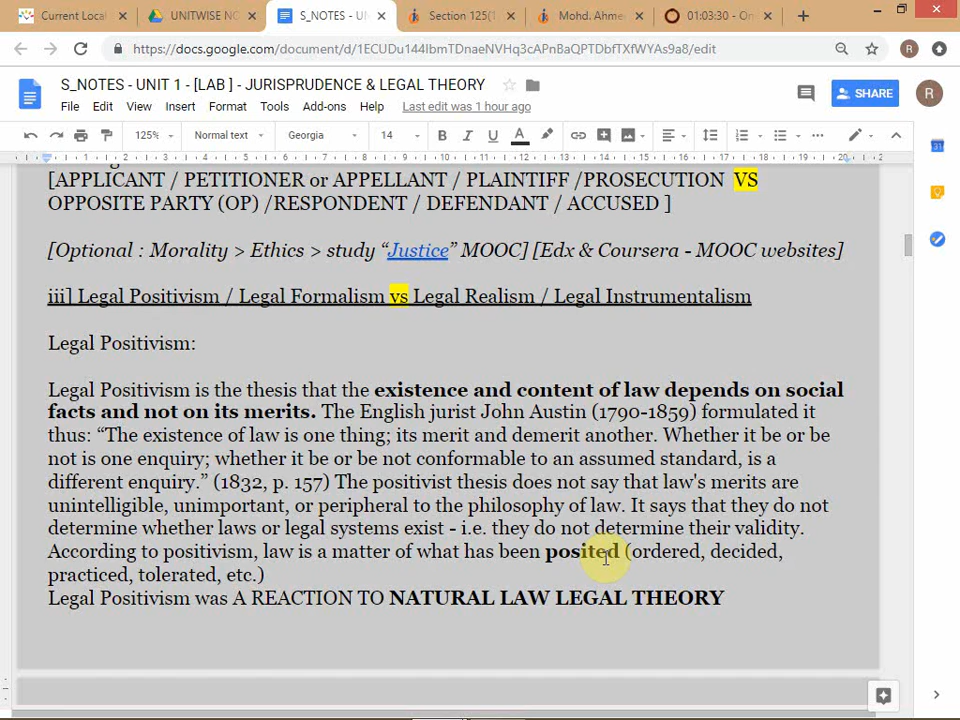 Current Locat
UNITWISE NO
S_NOTES - UN
Section 125(1
Mohd. Ahmed
01:03:30 - On
https://docs.google.com/document/d/1ECUDu144IbmTDnaeNVHq3cAPnBaQPTDbfTXfWYAs9a8/edit
R
S_NOTES - UNIT 1 - [LAB ] - JURISPRUDENCE & LEGAL THEORY
SHARE
R
File Edit View Insert Format Tools Add-ons Help Last edit was 1 hour ago
125% Normal text Georgia 14 B I U A
[APPLICANT / PETITIONER or APPELLANT / PLAINTIFF /PROSECUTION VS
OPPOSITE PARTY (OP) /RESPONDENT / DEFENDANT / ACCUSED ]
[Optional : Morality > Ethics > study “Justice” MOOC] [Edx & Coursera - MOOC websites]
iii] Legal Positivism / Legal Formalism vs Legal Realism / Legal Instrumentalism
Legal Positivism:
Legal Positivism is the thesis that the existence and content of law depends on social
facts and not on its merits. The English jurist John Austin (1790-1859) formulated it
thus: “The existence of law is one thing; its merit and demerit another. Whether it be or be
not is one enquiry; whether it be or be not conformable to an assumed standard, is a
different enquiry.” (1832, p. 157) The positivist thesis does not say that law's merits are
unintelligible, unimportant, or peripheral to the philosophy of law. It says that they do not
determine whether laws or legal systems exist - i.e. they do not determine their validity.
According to positivism, law is a matter of what has been posited (ordered, decided,
practiced, tolerated, etc.)
Legal Positivism was A REACTION TO NATURAL LAW LEGAL THEORY